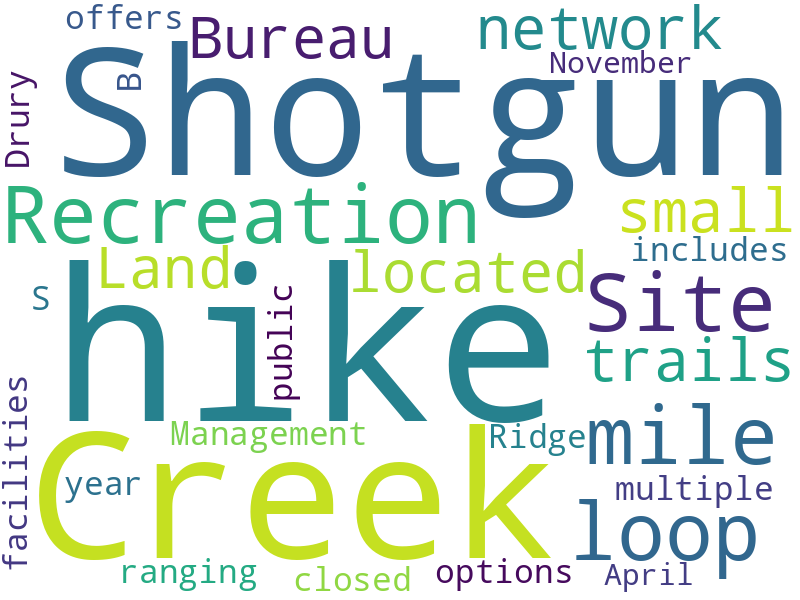 offers
Bureau
network
November
B
Shotgun
Drury
Recreation
small
includes
Land
located
S
hike
public
Site
trails
facilities
Management
Ridge
mile
year
Creek
multiple
loop
ranging
closed
options
April